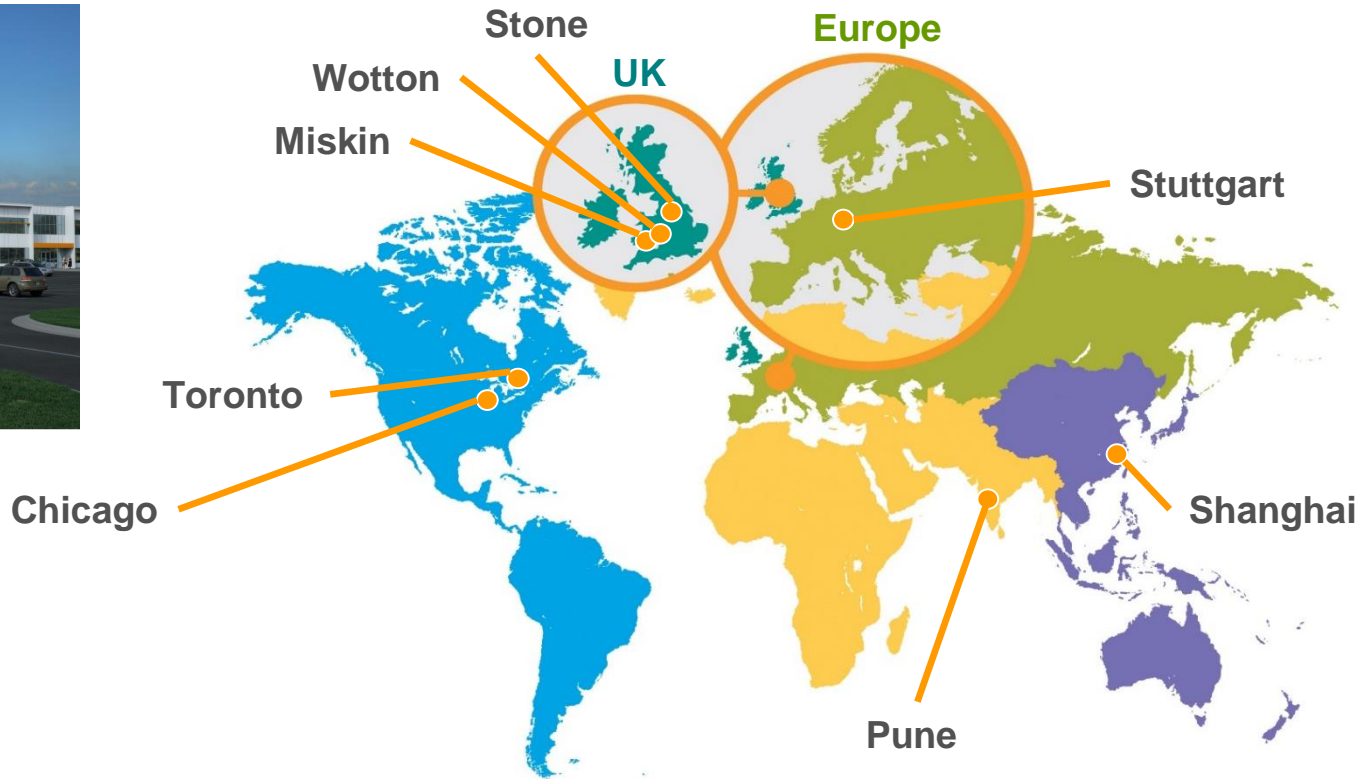 Stone
Europe
Wotton
UK
Miskin
Stuttgart
Toronto
Chicago
Shanghai
Pune